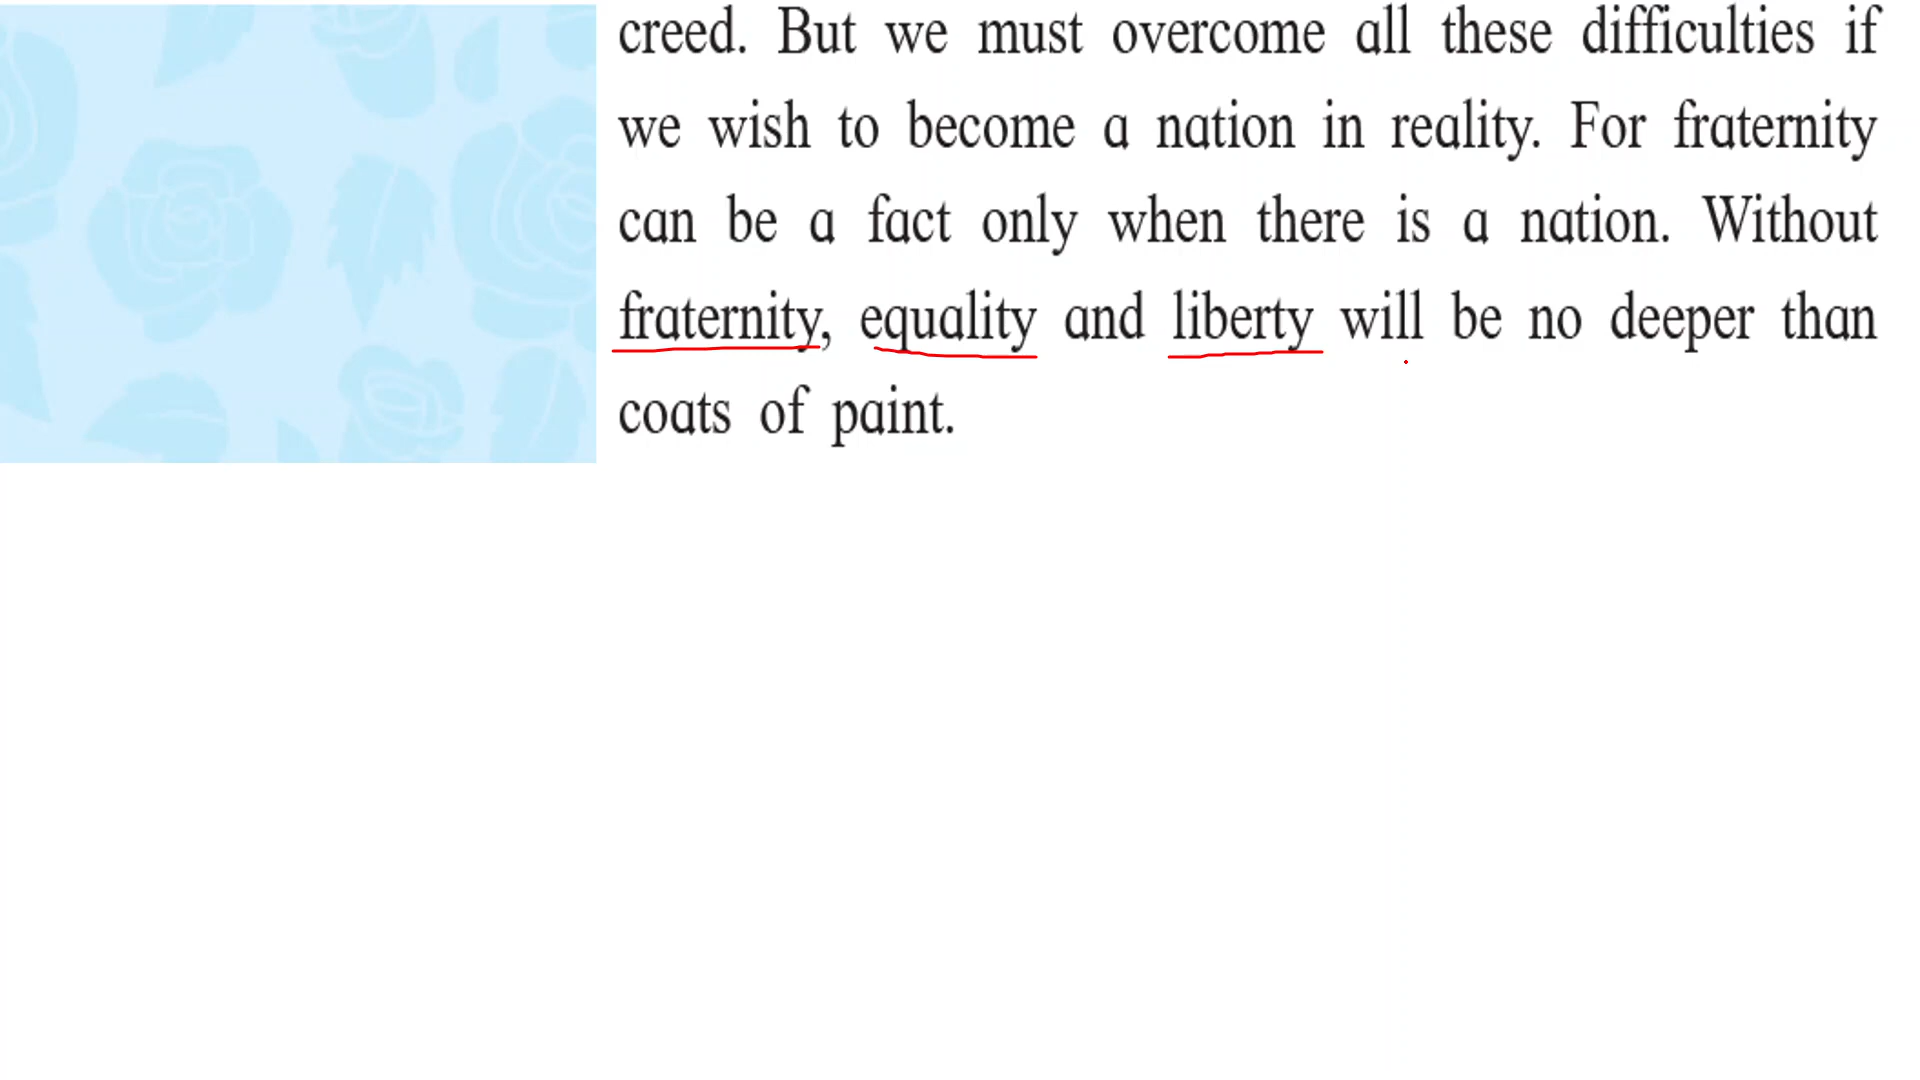 creed. But we must overcome all these difficulties if
we wish to become a nation in reality. For fraternity
can be a fact only when there is a nation. Without
fraternity, equality and liberty will be no deeper than
coats of paint.